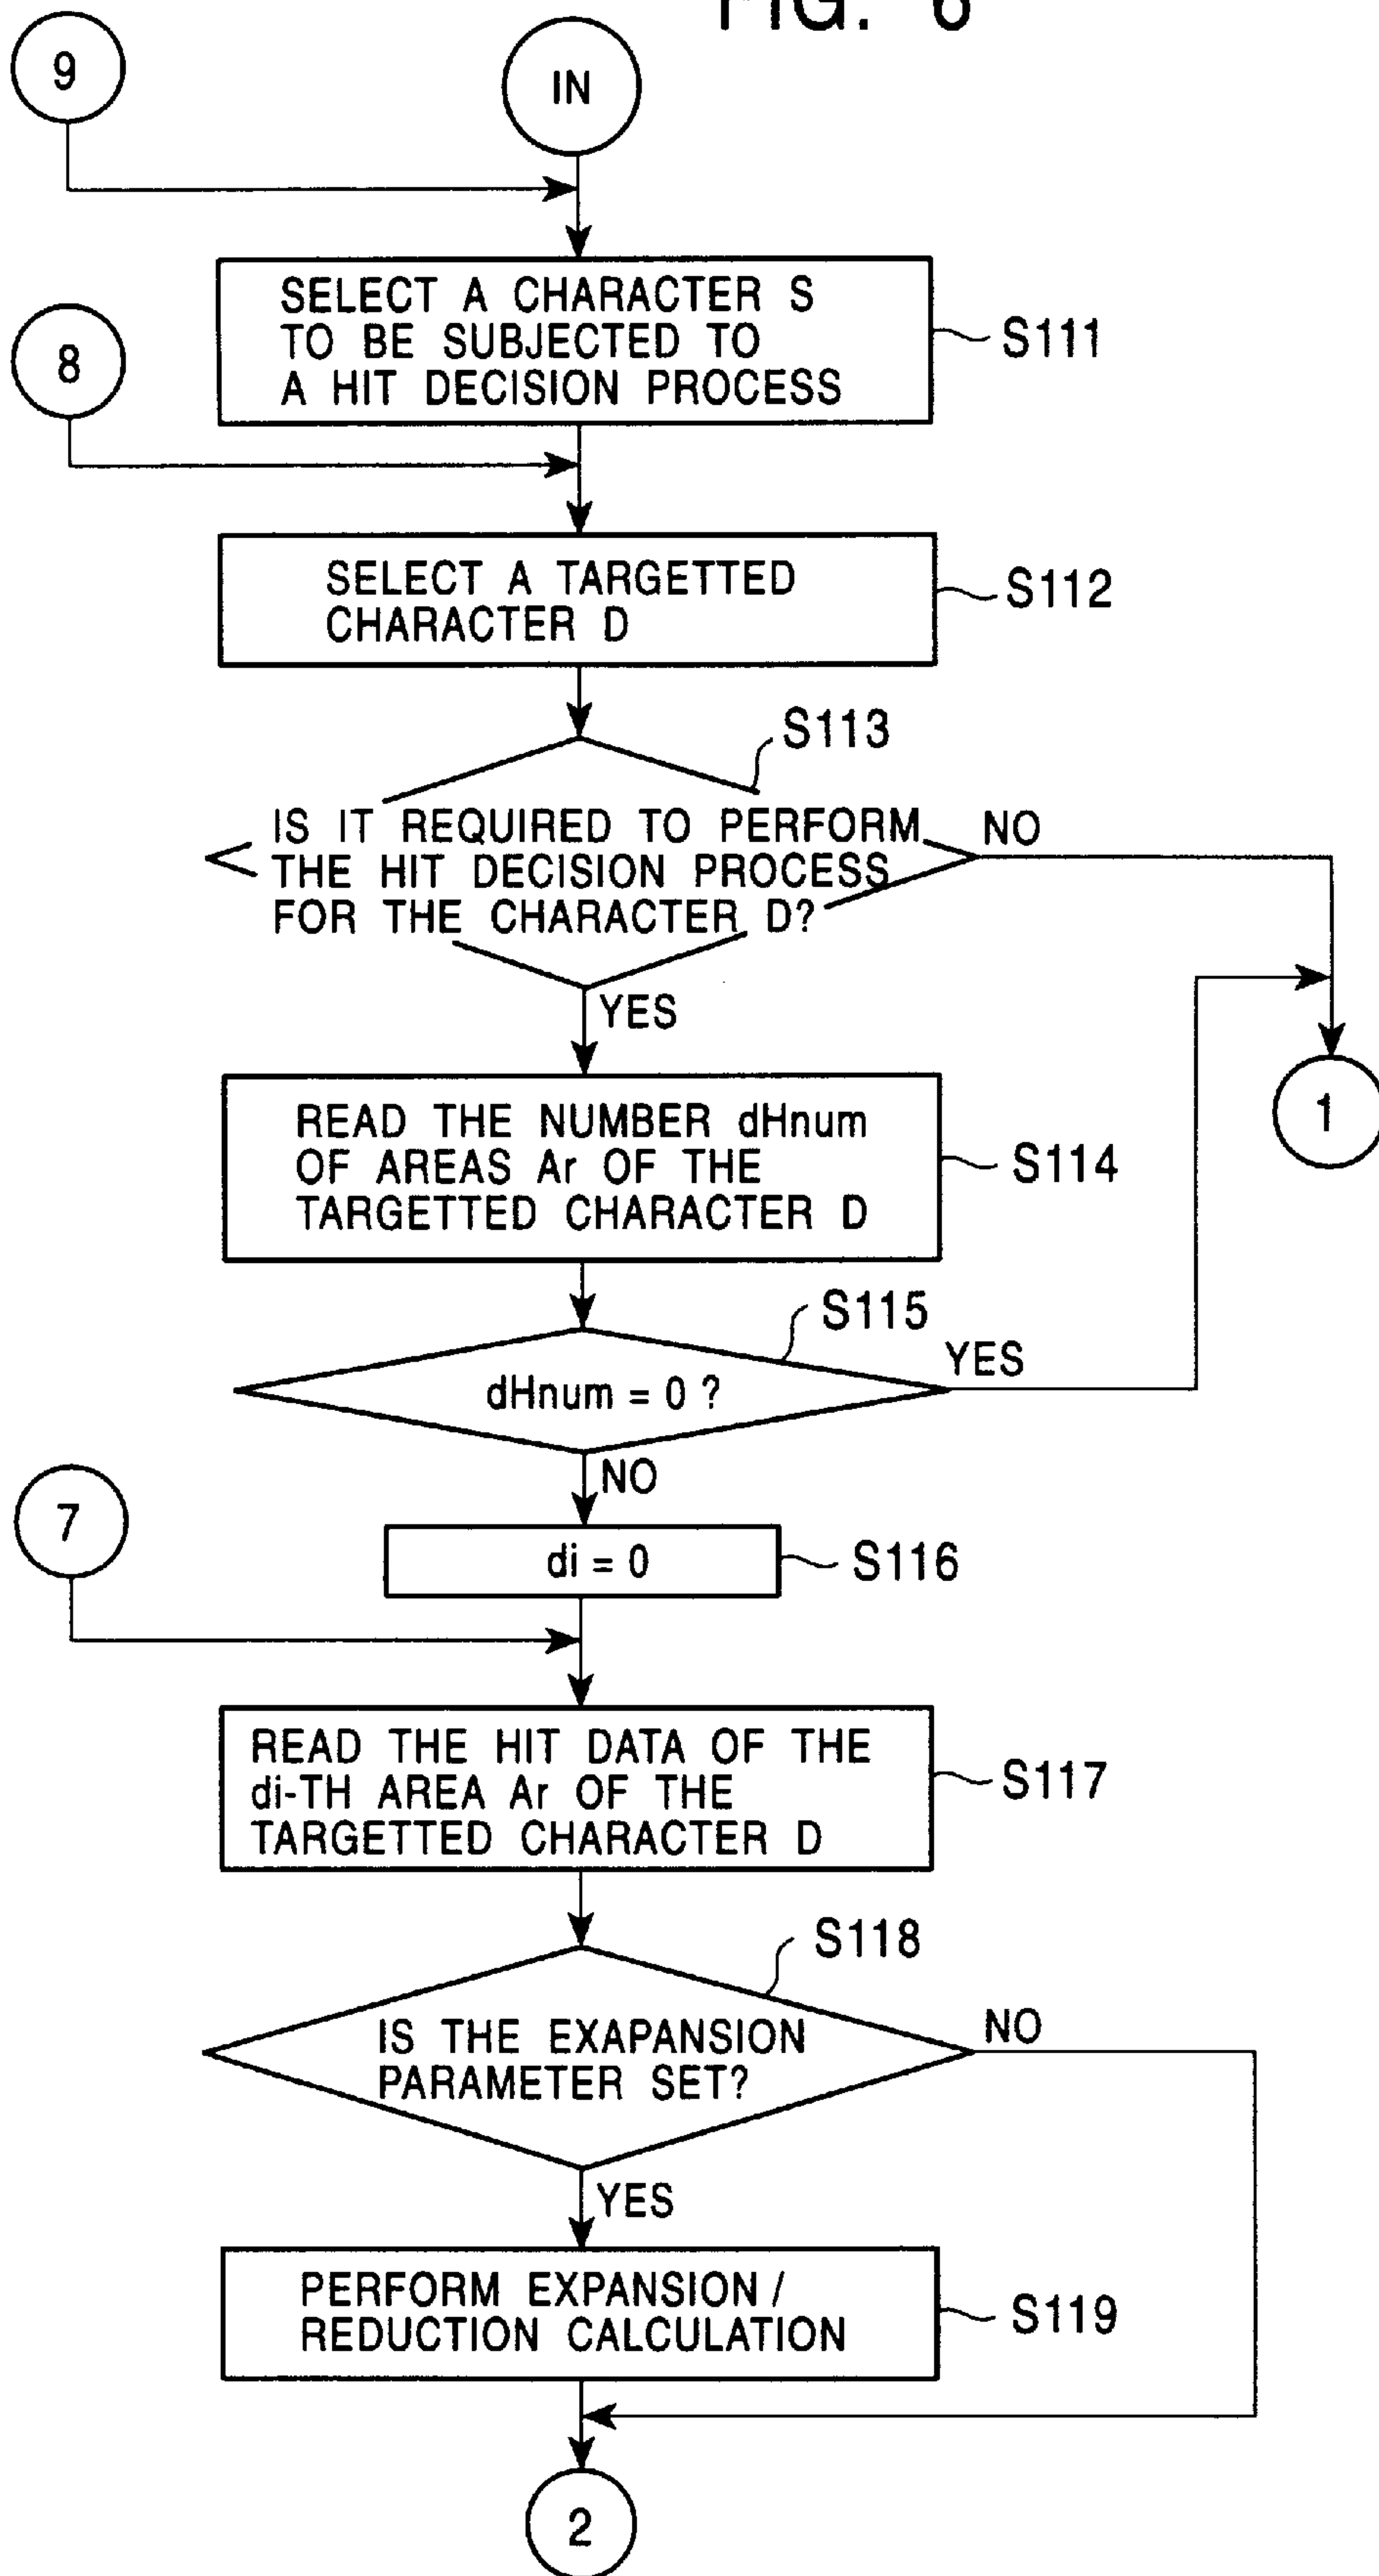 FIG. 6
9
IN
SELECT A CHARACTER S
TO BE SUBJECTED TO
A HIT DECISION PROCESS
S111
8
SELECT A TARGETTED
CHARACTER D
S112
S113
IS IT REQUIRED TO PERFORM
THE HIT DECISION PROCESS
FOR THE CHARACTER D?
NO
YES
1
READ THE NUMBER dHnum
OF AREAS Ar OF THE
TARGETTED CHARACTER D
S114
S115
dHnum = 0 ?
YES
NO
7
di = 0
S116
READ THE HIT DATA OF THE
di-TH AREA Ar OF THE
TARGETTED CHARACTER D
S117
S118
IS THE EXAPANSION
PARAMETER SET?
NO
YES
PERFORM EXPANSION /
REDUCTION CALCULATION
S119
2